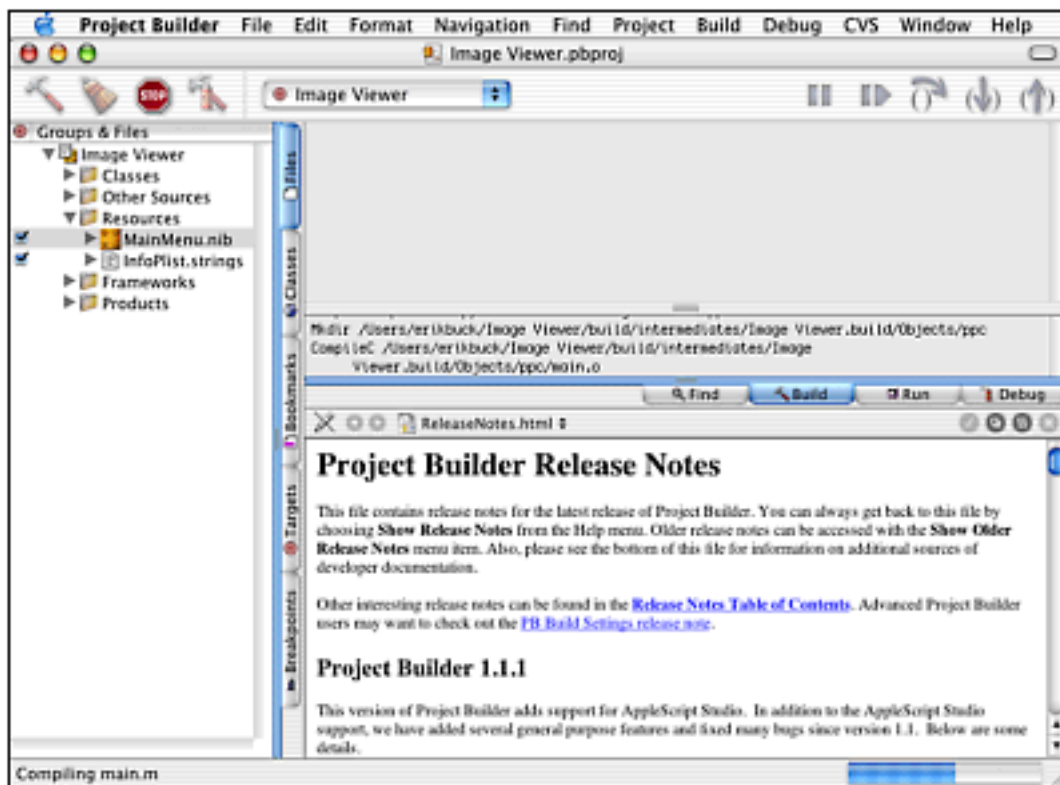 Project Builder File Edit Format Navigation Find Project Build Debug CVS Window Help
Image Viewer.pbproj
STOP
Image Viewer
Groups & Files
Image Viewer
Classes
Other Sources
Resources
MainMenu.nib
InfoPlist.strings
Frameworks
Products
Files
Classes
Bookmarks
Targets
Breakpoints
Mkdir /Users/erikbuck/Image Viewer/build/intermediates/Image Viewer.build/Objects/ppc
CompileC /Users/erikbuck/Image Viewer/build/intermediates/Image
Viewer.build/Objects/ppc/main.o
Find Build Run Debug
ReleaseNotes.html
Project Builder Release Notes
This file contains release notes for the latest release of Project Builder. You can always get back to this file by
choosing Show Release Notes from the Help menu. Older release notes can be accessed with the Show Older
Release Notes menu item. Also, please see the bottom of this file for information on additional sources of
developer documentation.
Other interesting release notes can be found in the Release Notes Table of Contents. Advanced Project Builder
users may want to check out the PB Build Settings release note.
Project Builder 1.1.1
This version of Project Builder adds support for AppleScript Studio. In addition to the AppleScript Studio
support, we have added several general purpose features and fixed many bugs since version 1.1. Below are some
details.
Compiling main.m